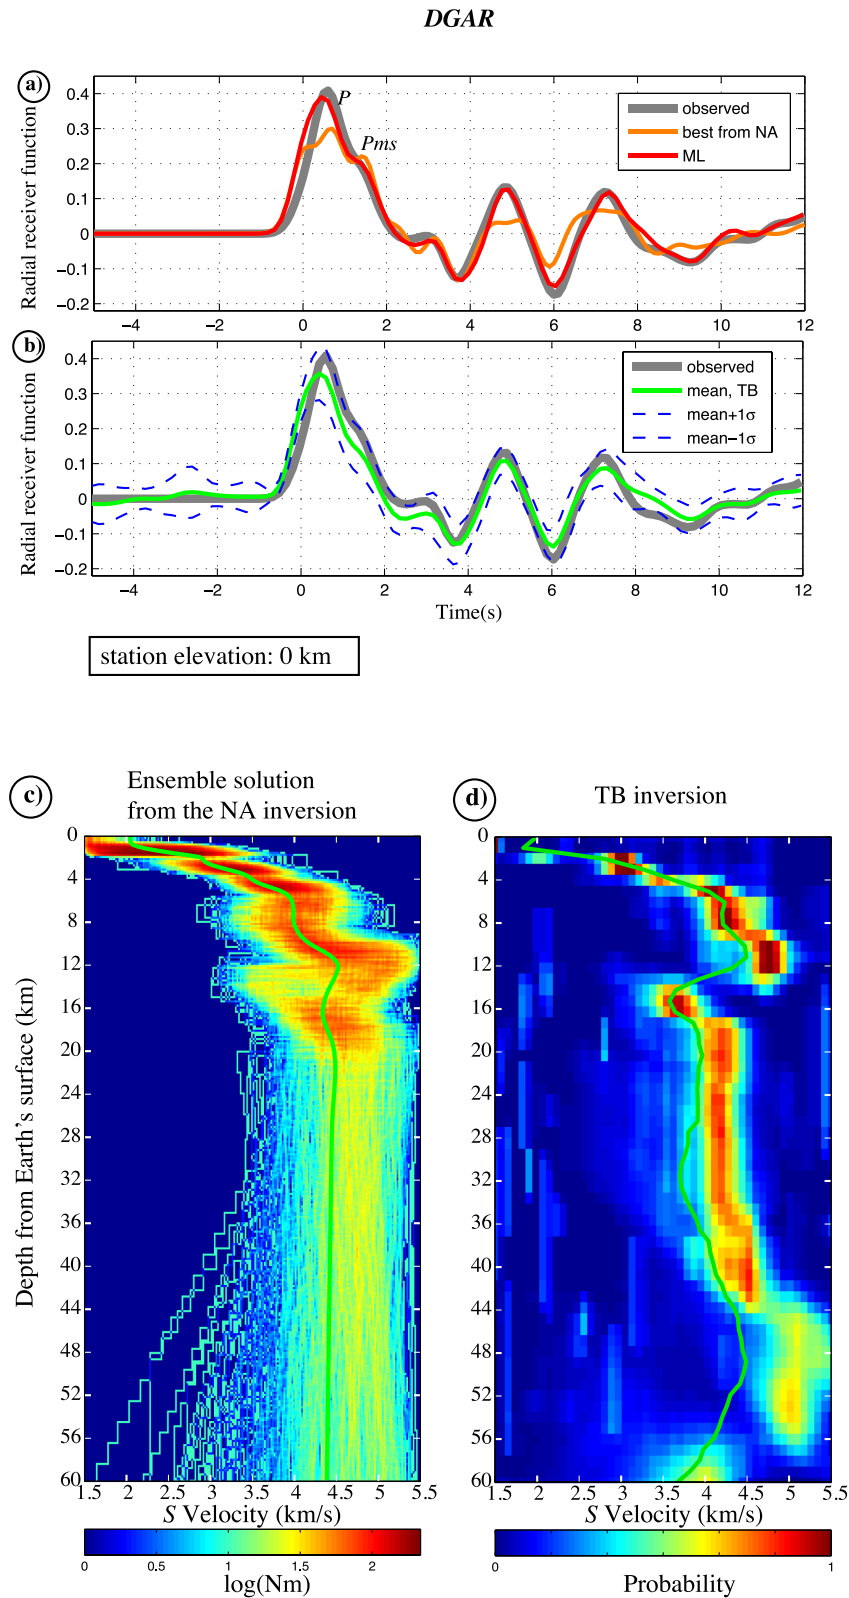 DGAR
a)
0.4
0.3
0.2
0.1
0
−0.1
−0.2
Radial receiver function
P
Pms
observed
best from NA
ML
−4 −2 0 2 4 6 8 10 12
b)
0.4
0.3
0.2
0.1
0
−0.1
−0.2
Radial receiver function
observed
mean, TB
mean+1σ
mean−1σ
−4 −2 0 2 4 6 8 10 12
Time(s)
station elevation: 0 km
c)
Ensemble solution
from the NA inversion
0
4
8
12
16
20
24
28
32
36
40
44
48
52
56
60
Depth from Earth's surface (km)
1.5 2 2.5 3 3.5 4 4.5 5 5.5
S Velocity (km/s)
0 0.5 1 1.5 2
log(Nm)
d)
TB inversion
0
4
8
12
16
20
24
28
32
36
40
44
48
52
56
60
1.5 2 2.5 3 3.5 4 4.5 5 5.5
S Velocity (km/s)
0 1
Probability